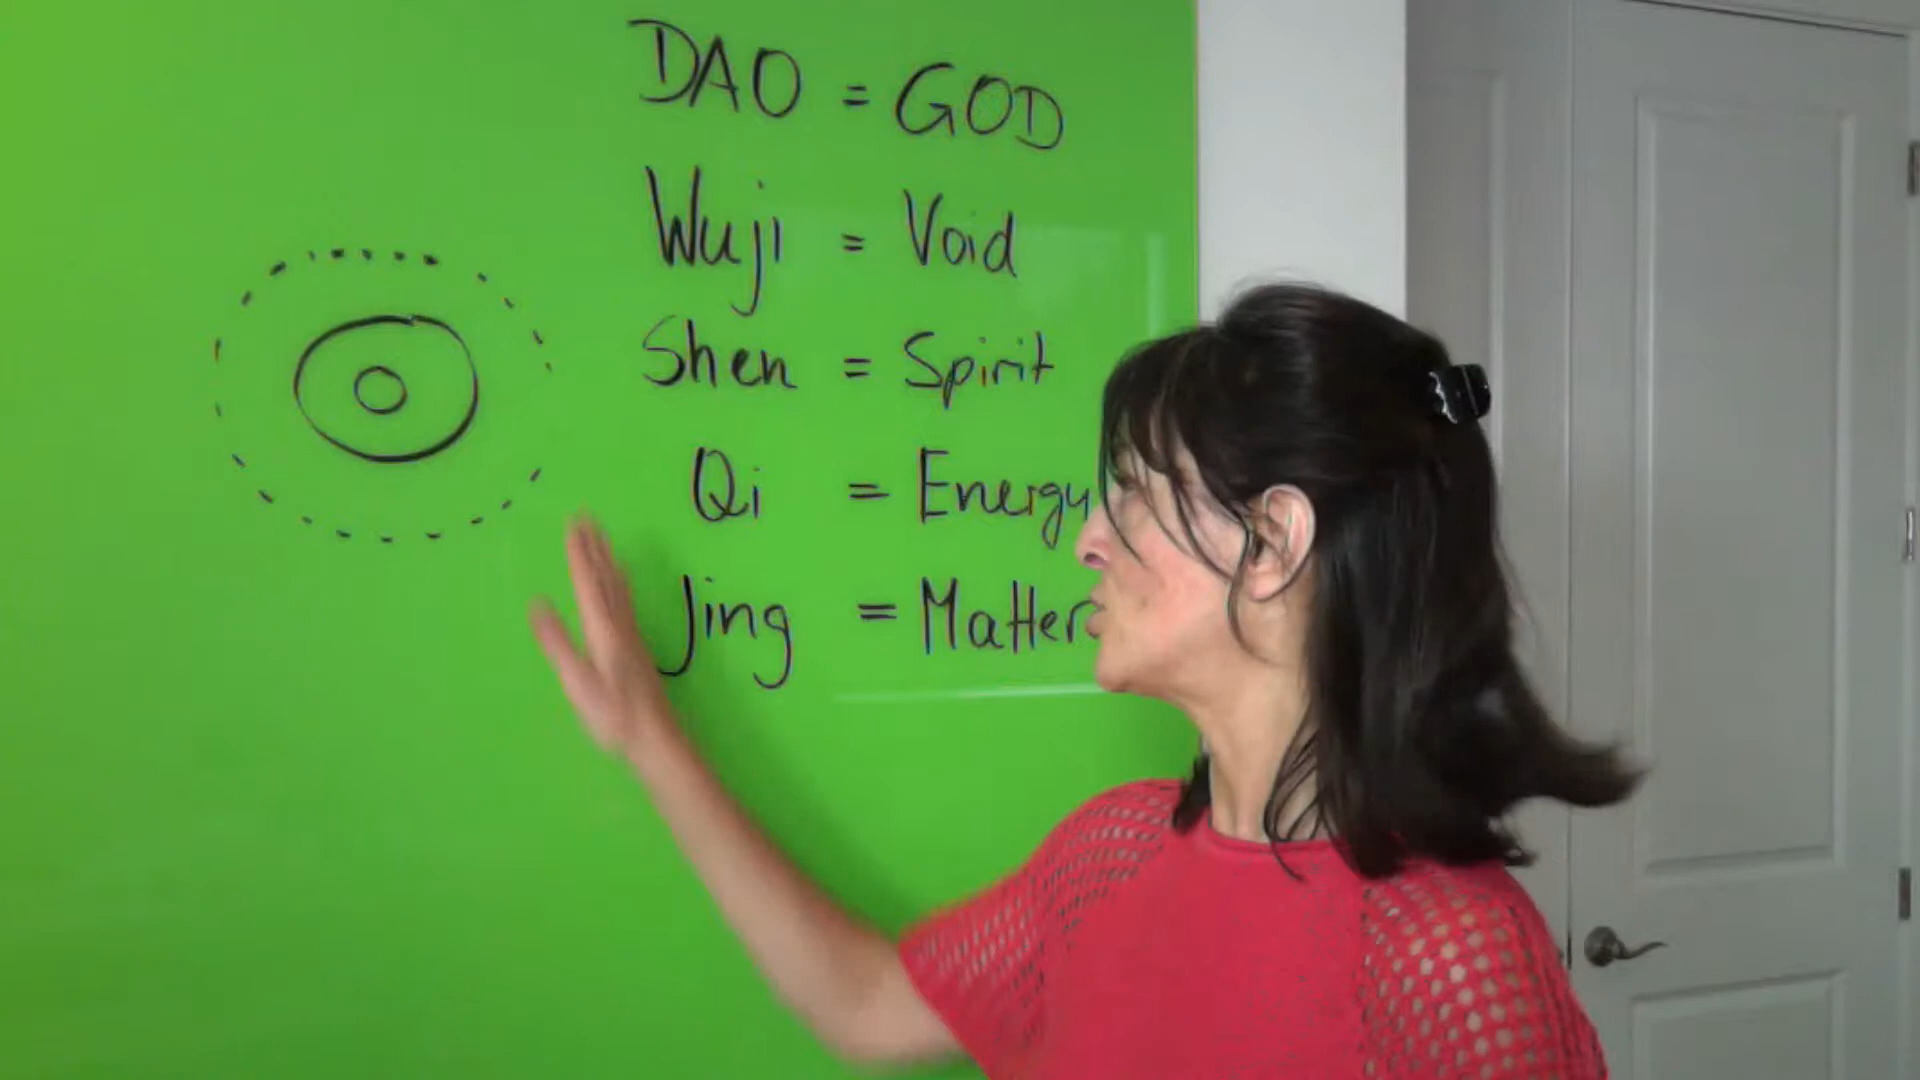 DAO = GOD
Wuji = Void
Shen = Spirit
Qi = Energy
Jing = Matter